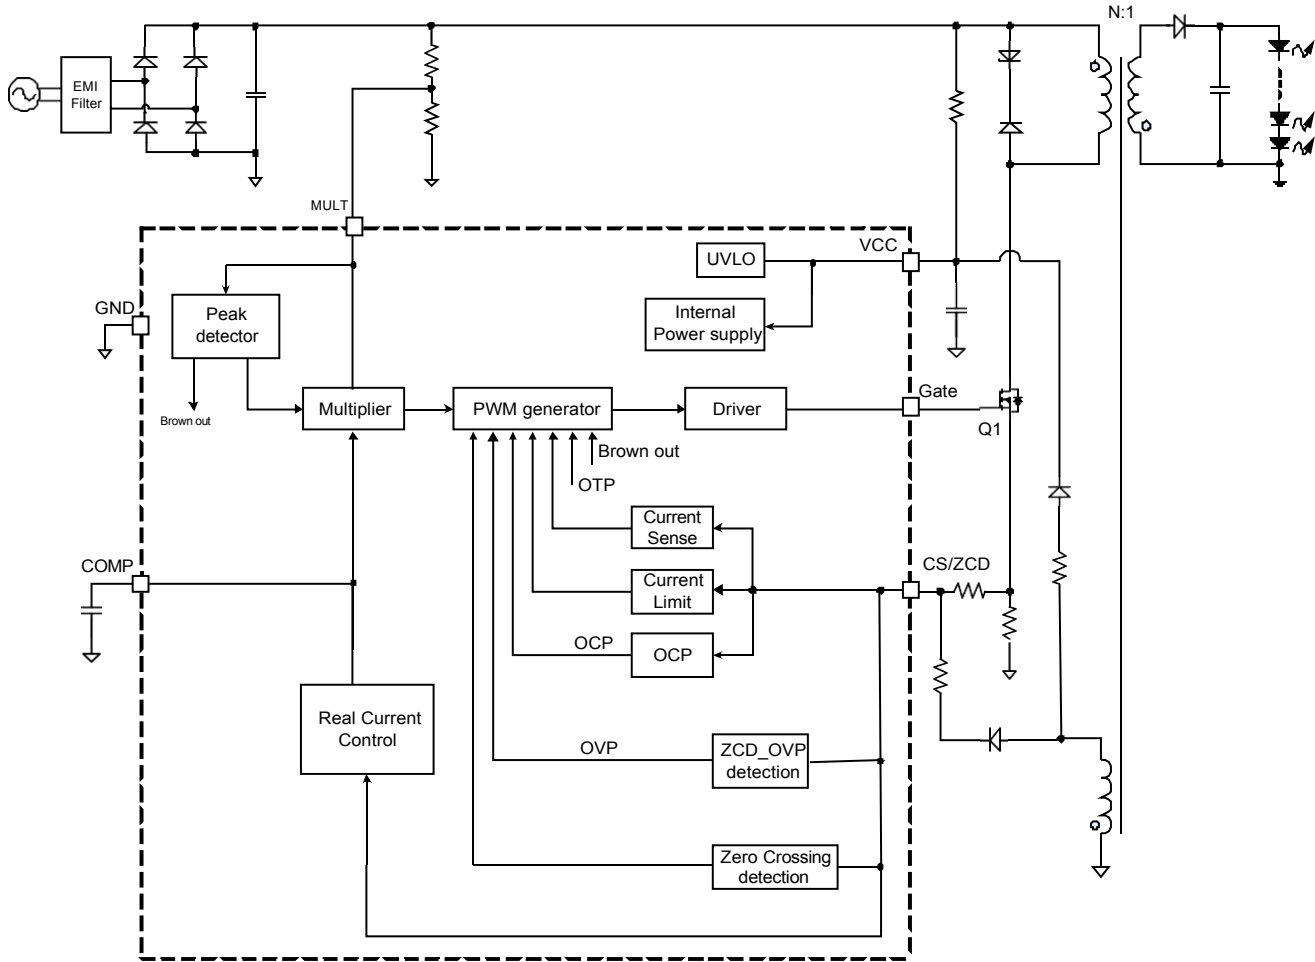 N:1
EMI
Filter
MULT
VCC
UVLO
GND
Peak
detector
Internal
Power supply
Gate
Brown out
Multiplier
PWM generator
Driver
Q1
Brown out
OTP
Current
Sense
COMP
CS/ZCD
Current
Limit
OCP
OCP
Real Current
Control
OVP
ZCD_OVP
detection
Zero Crossing
detection